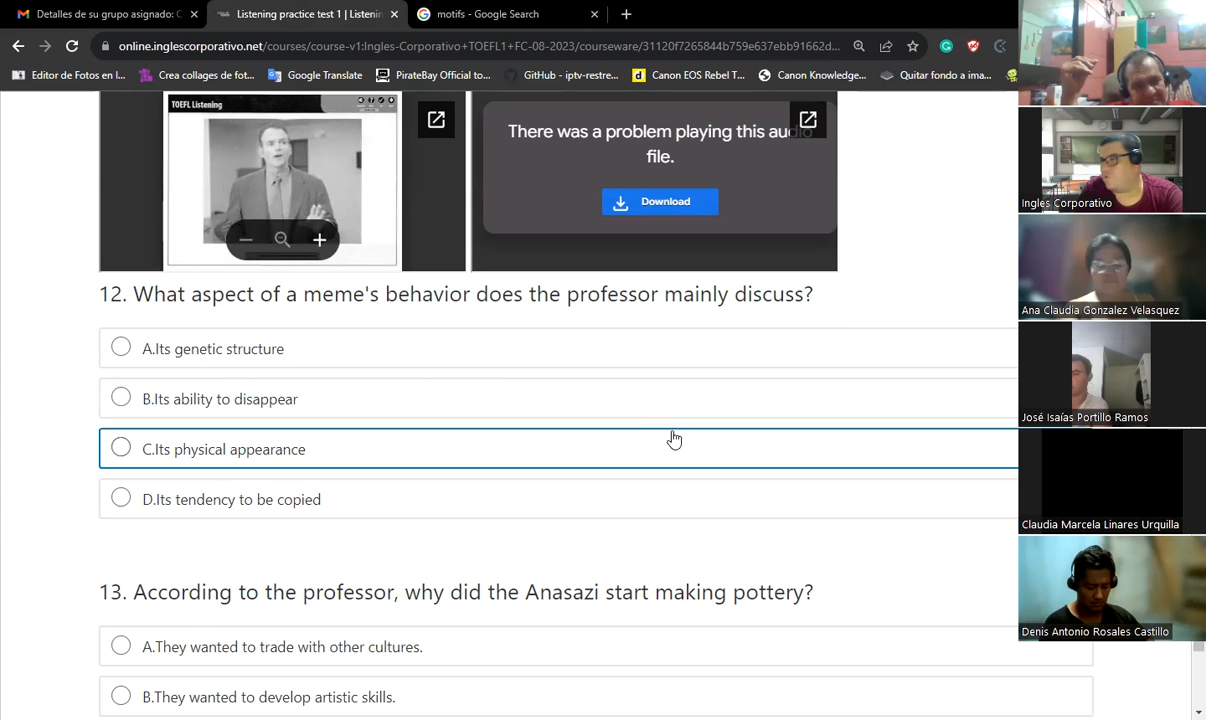 Detalles de su grupo asignado: C
Listening practice test 1 | Listenin
motifs - Google Search
online.inglescorporativo.net/courses/course-v1:Ingles-Corporativo+TOEFL1+FC-08-2023/courseware/31120f7265844b759e637ebb91662d...
Editor de Fotos en l...
Crea collages de fot...
Google Translate
PirateBay Official to...
GitHub - iptv-restre...
Canon EOS Rebel T...
Canon Knowledge...
Quitar fondo a ima...
TOEFL Listening
There was a problem playing this audio
file.
Download
12. What aspect of a meme's behavior does the professor mainly discuss?
A.Its genetic structure
B.Its ability to disappear
C.Its physical appearance
D.Its tendency to be copied
13. According to the professor, why did the Anasazi start making pottery?
A.They wanted to trade with other cultures.
B.They wanted to develop artistic skills.
Ingles Corporativo
Ana Claudia Gonzalez Velasquez
José Isaías Portillo Ramos
Claudia Marcela Linares Urquilla
Denis Antonio Rosales Castillo